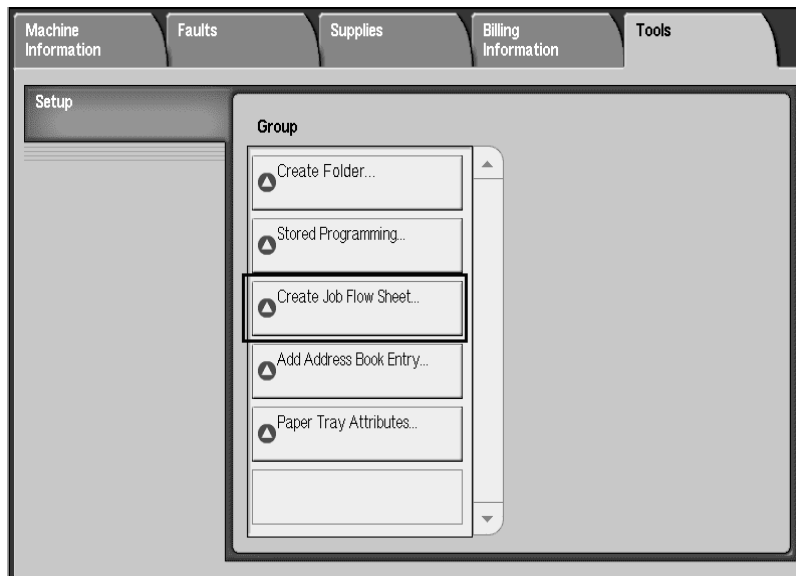 Machine
Information
Faults
Supplies
Billing
Information
Tools
Setup
Group
Create Folder...
Stored Programming...
Create Job Flow Sheet...
Add Address Book Entry...
Paper Tray Attributes...